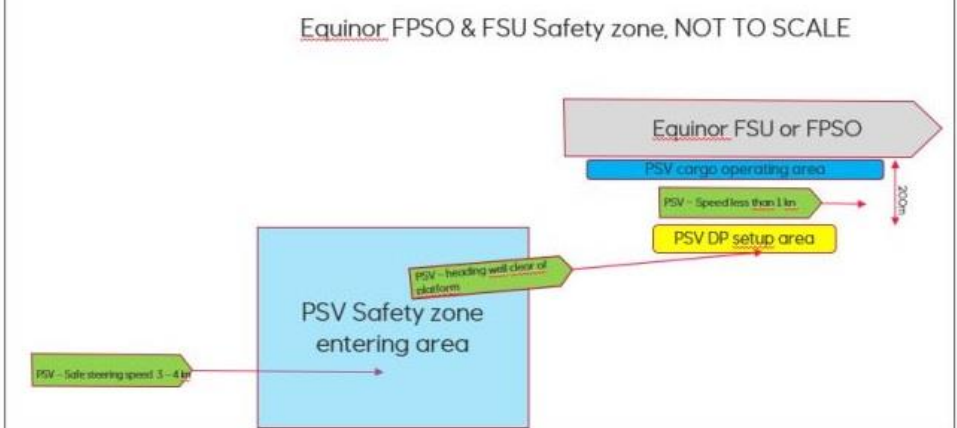 Equinor FPSO & FSU Safety zone, NOT TO SCALE
Equinor FSU or FPSO
PSV cargo operating area
PSV – Speed less than 1 kn
200m
PSV DP setup area
PSV – heading well clear of
platform
PSV Safety zone
entering area
PSV – Safe steering speed 3 – 4 kn